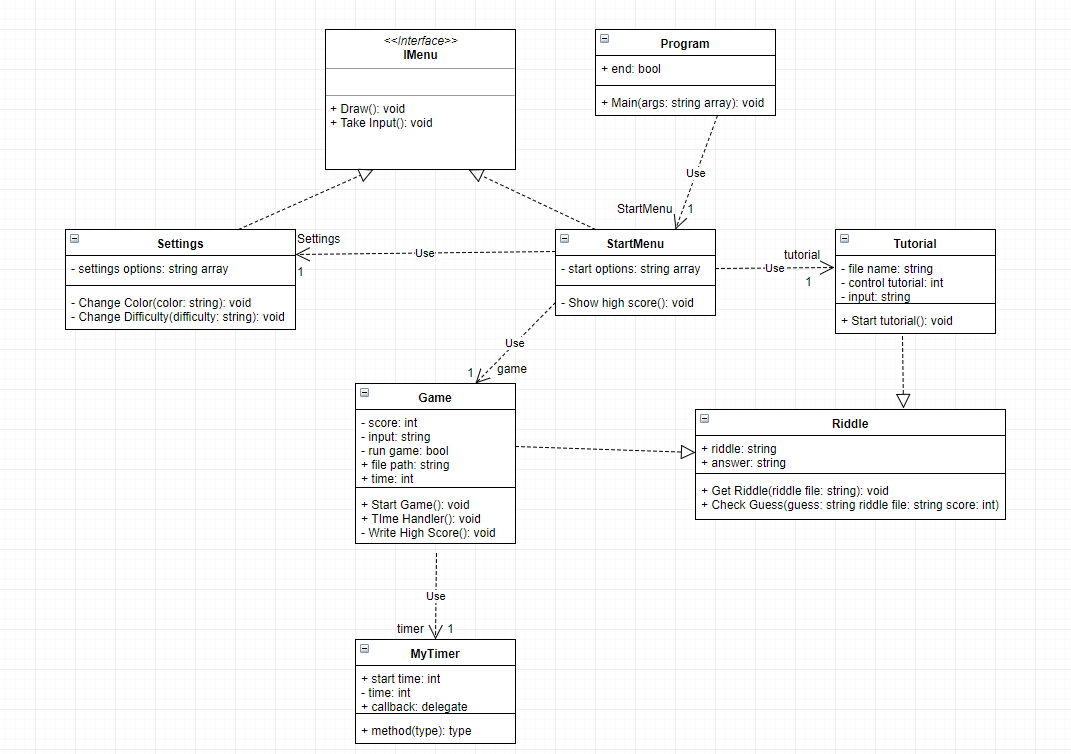 <<Interface>>
IMenu
+ Draw(): void
+ Take Input(): void
Program
+ end: bool
+ Main(args: string array): void
Use
StartMenu
1
Settings
- settings options: string array
- Change Color(color: string): void
- Change Difficulty(difficulty: string): void
Settings
1
Use
StartMenu
- start options: string array
- Show high score(): void
tutorial
Use
1
Tutorial
- file name: string
- control tutorial: int
- input: string
+ Start tutorial(): void
Use
1
game
Game
- score: int
- input: string
- run game: bool
+ file path: string
+ time: int
+ Start Game(): void
+ TIme Handler(): void
- Write High Score(): void
Riddle
+ riddle: string
+ answer: string
+ Get Riddle(riddle file: string): void
+ Check Guess(guess: string riddle file: string score: int)
Use
timer
1
MyTimer
+ start time: int
- time: int
+ callback: delegate
+ method(type): type